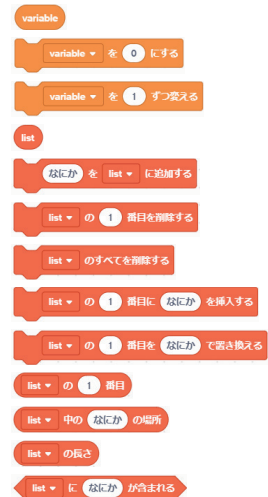 variable
variable を 0 にする
variable を 1 ずつ変える
list
なにか を list に追加する
list の 1 番目を削除する
list のすべてを削除する
list の 1 番目に なにか を挿入する
list の 1 番目を なにか で置き換える
list の 1 番目
list 中の なにか の場所
list の長さ
list に なにか が含まれる